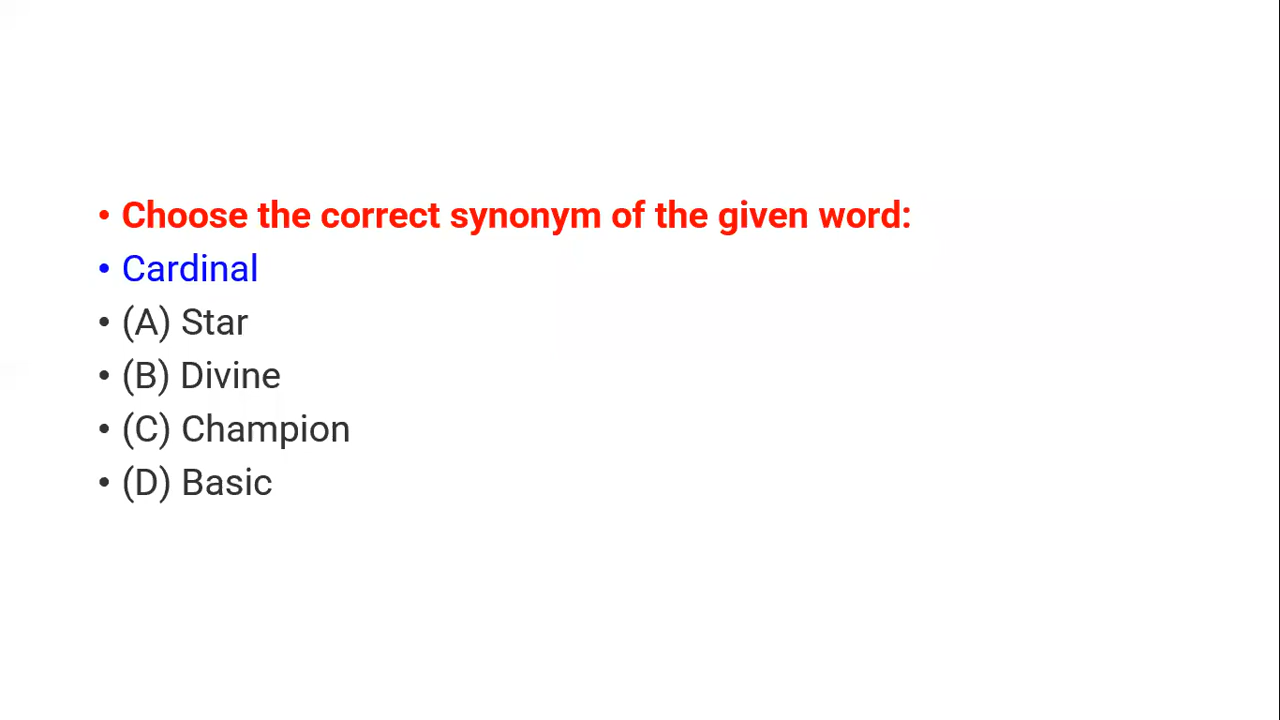 • Choose the correct synonym of the given word:
• Cardinal
• (A) Star
• (B) Divine
• (C) Champion
• (D) Basic